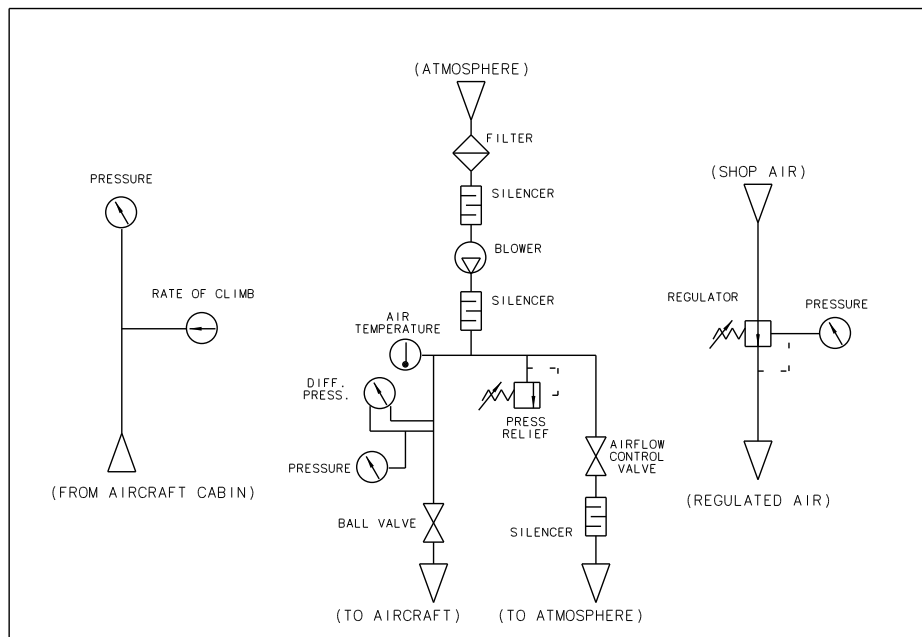 (ATMOSPHERE)
FILTER
SILENCER
BLOWER
SILENCER
AIR
TEMPERATURE
DIFF.
PRESS.
PRESSURE
BALL VALVE
(TO AIRCRAFT)
PRESS
RELIEF
AIRFLOW
CONTROL
VALVE
SILENCER
(TO ATMOSPHERE)
PRESSURE
RATE OF CLIMB
(FROM AIRCRAFT CABIN)
(SHOP AIR)
REGULATOR
PRESSURE
(REGULATED AIR)